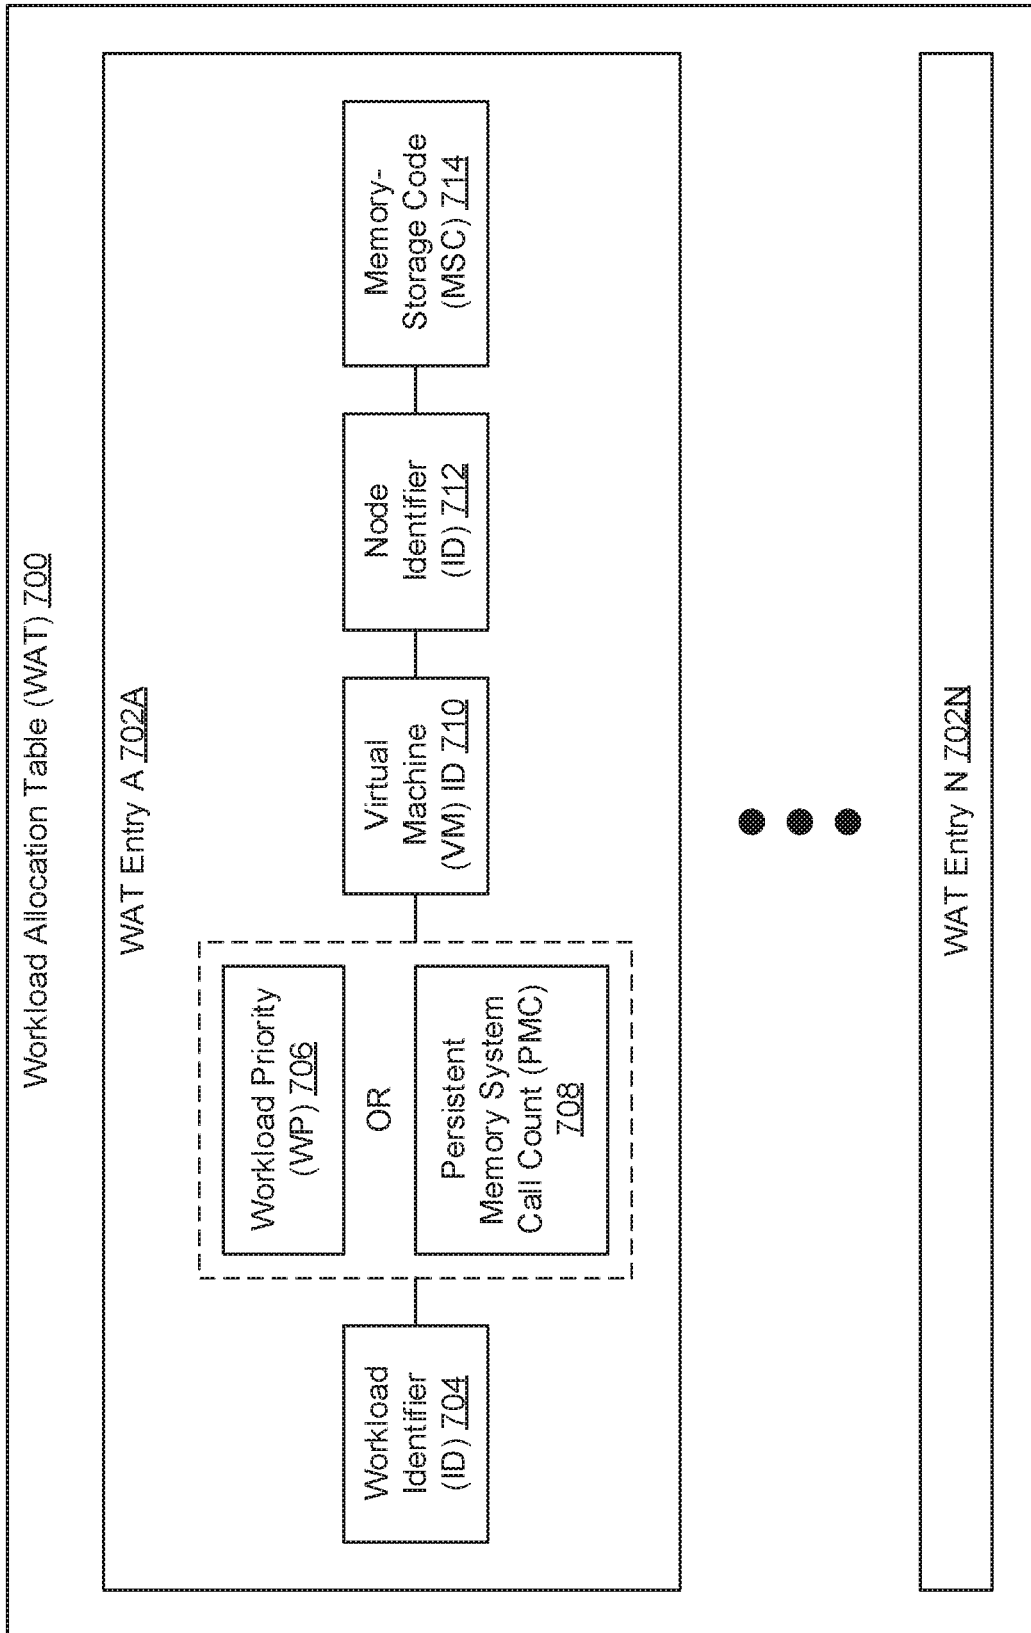 Workload Allocation Table (WAT) 700
WAT Entry A 702A
Workload
Identifier
(ID) 704
Workload Priority
(WP) 706
OR
Persistent
Memory System
Call Count (PMC)
708
Virtual
Machine
(VM) ID 710
Node
Identifier
(ID) 712
Memory-
Storage Code
(MSC) 714
WAT Entry N 702N